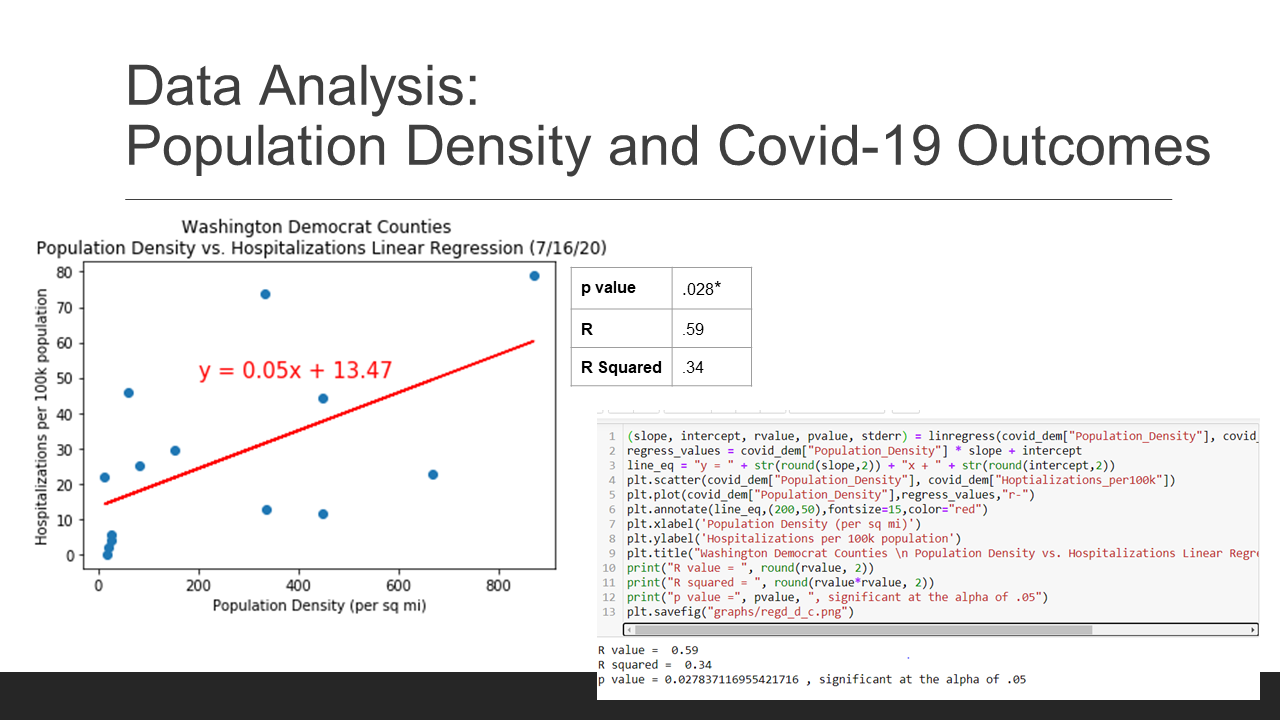 Data Analysis:
Population Density and Covid-19 Outcomes
Washington Democrat Counties
Population Density vs. Hospitalizations Linear Regression (7/16/20)
80
70
60
50
40
30
20
10
0
Hospitalizations per 100k population
y = 0.05x + 13.47
0 200 400 600 800
Population Density (per sq mi)
p value .028*
R .59
R Squared .34
1 (slope, intercept, rvalue, pvalue, stderr) = linregress(covid_dem["Population_Density"], covid_
2 regress_values = covid_dem["Population_Density"] * slope + intercept
3 line_eq = "y = " + str(round(slope,2)) + "x + " + str(round(intercept,2))
4 plt.scatter(covid_dem["Population_Density"], covid_dem["Hoptializations_per100k"])
5 plt.plot(covid_dem["Population_Density"],regress_values,"r-")
6 plt.annotate(line_eq,(200,50),fontsize=15,color="red")
7 plt.xlabel('Population Density (per sq mi)')
8 plt.ylabel('Hospitalizations per 100k population')
9 plt.title("Washington Democrat Counties \n Population Density vs. Hospitalizations Linear Regre
10 print("R value = ", round(rvalue, 2))
11 print("R squared = ", round(rvalue*rvalue, 2))
12 print("p value =", pvalue, ", significant at the alpha of .05")
13 plt.savefig("graphs/regd_d_c.png")
R value =  0.59
R squared =  0.34
p value = 0.027837116955421716 , significant at the alpha of .05